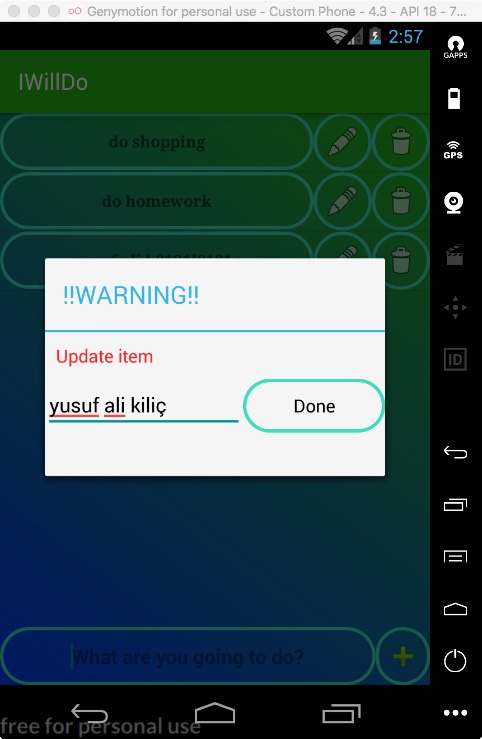 Genymotion for personal use - Custom Phone - 4.3 - API 18 - 7...
2:57
GAPPS
IWillDo
do shopping
GPS
do homework
!!WARNING!!
Update item
ID
yusuf ali kiliç
Done
What are you going to do?
free for personal use